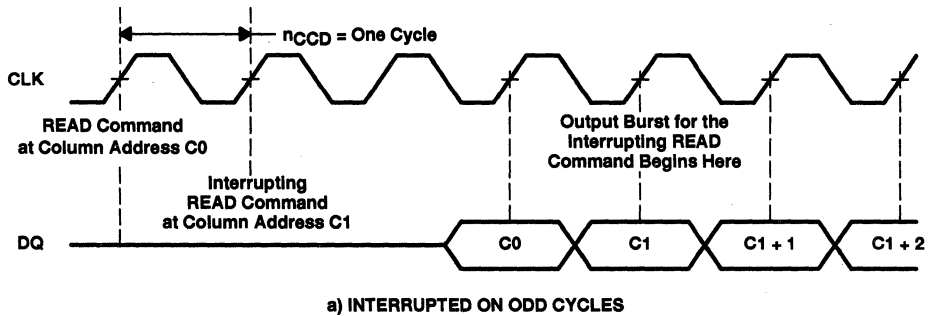 nCCD = One Cycle
CLK
READ Command
at Column Address C0
Output Burst for the
Interrupting READ
Command Begins Here
Interrupting
READ Command
at Column Address C1
DQ
C0
C1
C1 + 1
C1 + 2
a) INTERRUPTED ON ODD CYCLES